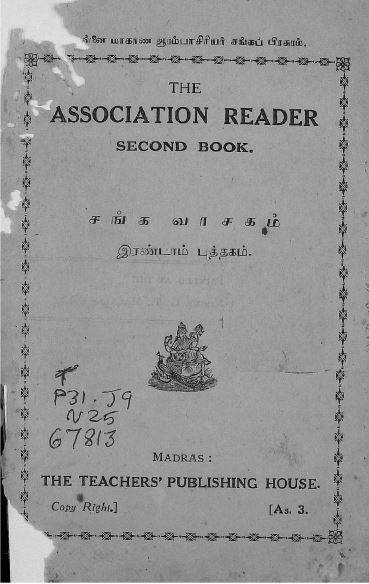 மாகாண ஆரம்பாசிரியர் சங்கப் பிரசுரம்.
THE
ASSOCIATION READER
SECOND BOOK.
சங்க வாசகம்
இரண்டாம் புத்தகம்.
P31.J9
N25
67813
MADRAS :
THE TEACHERS' PUBLISHING HOUSE.
Copy Right.] [AS. 3.